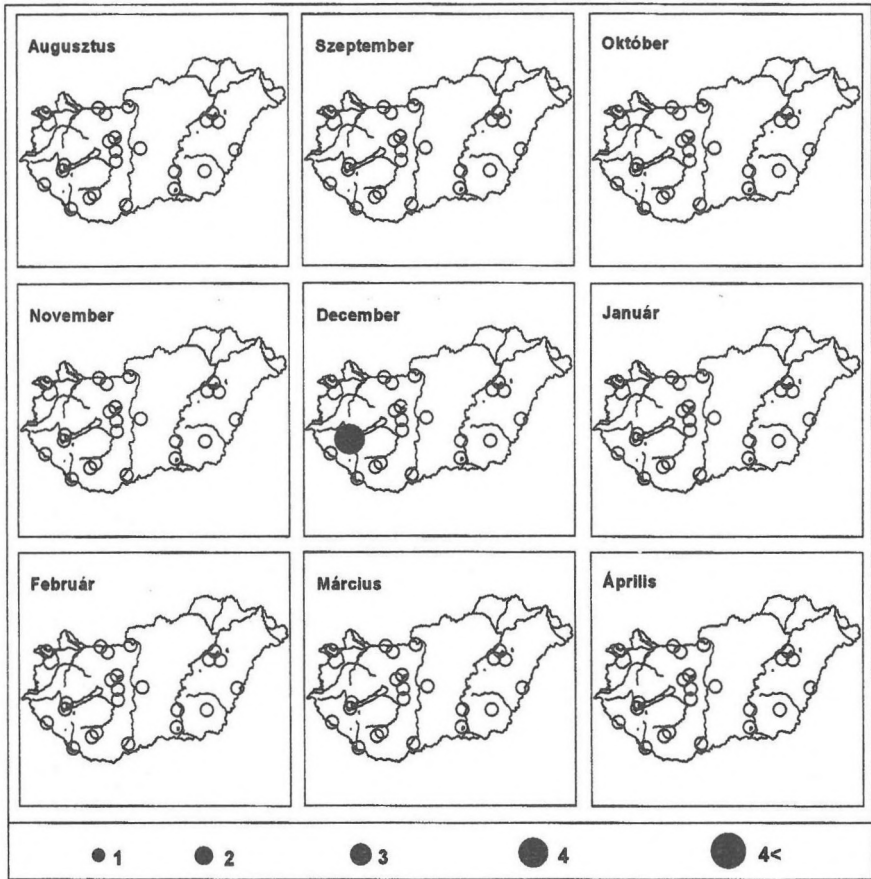 Augusztus
Szeptember
Október
November
December
Január
Február
Március
Április
1 2 3 4 4<